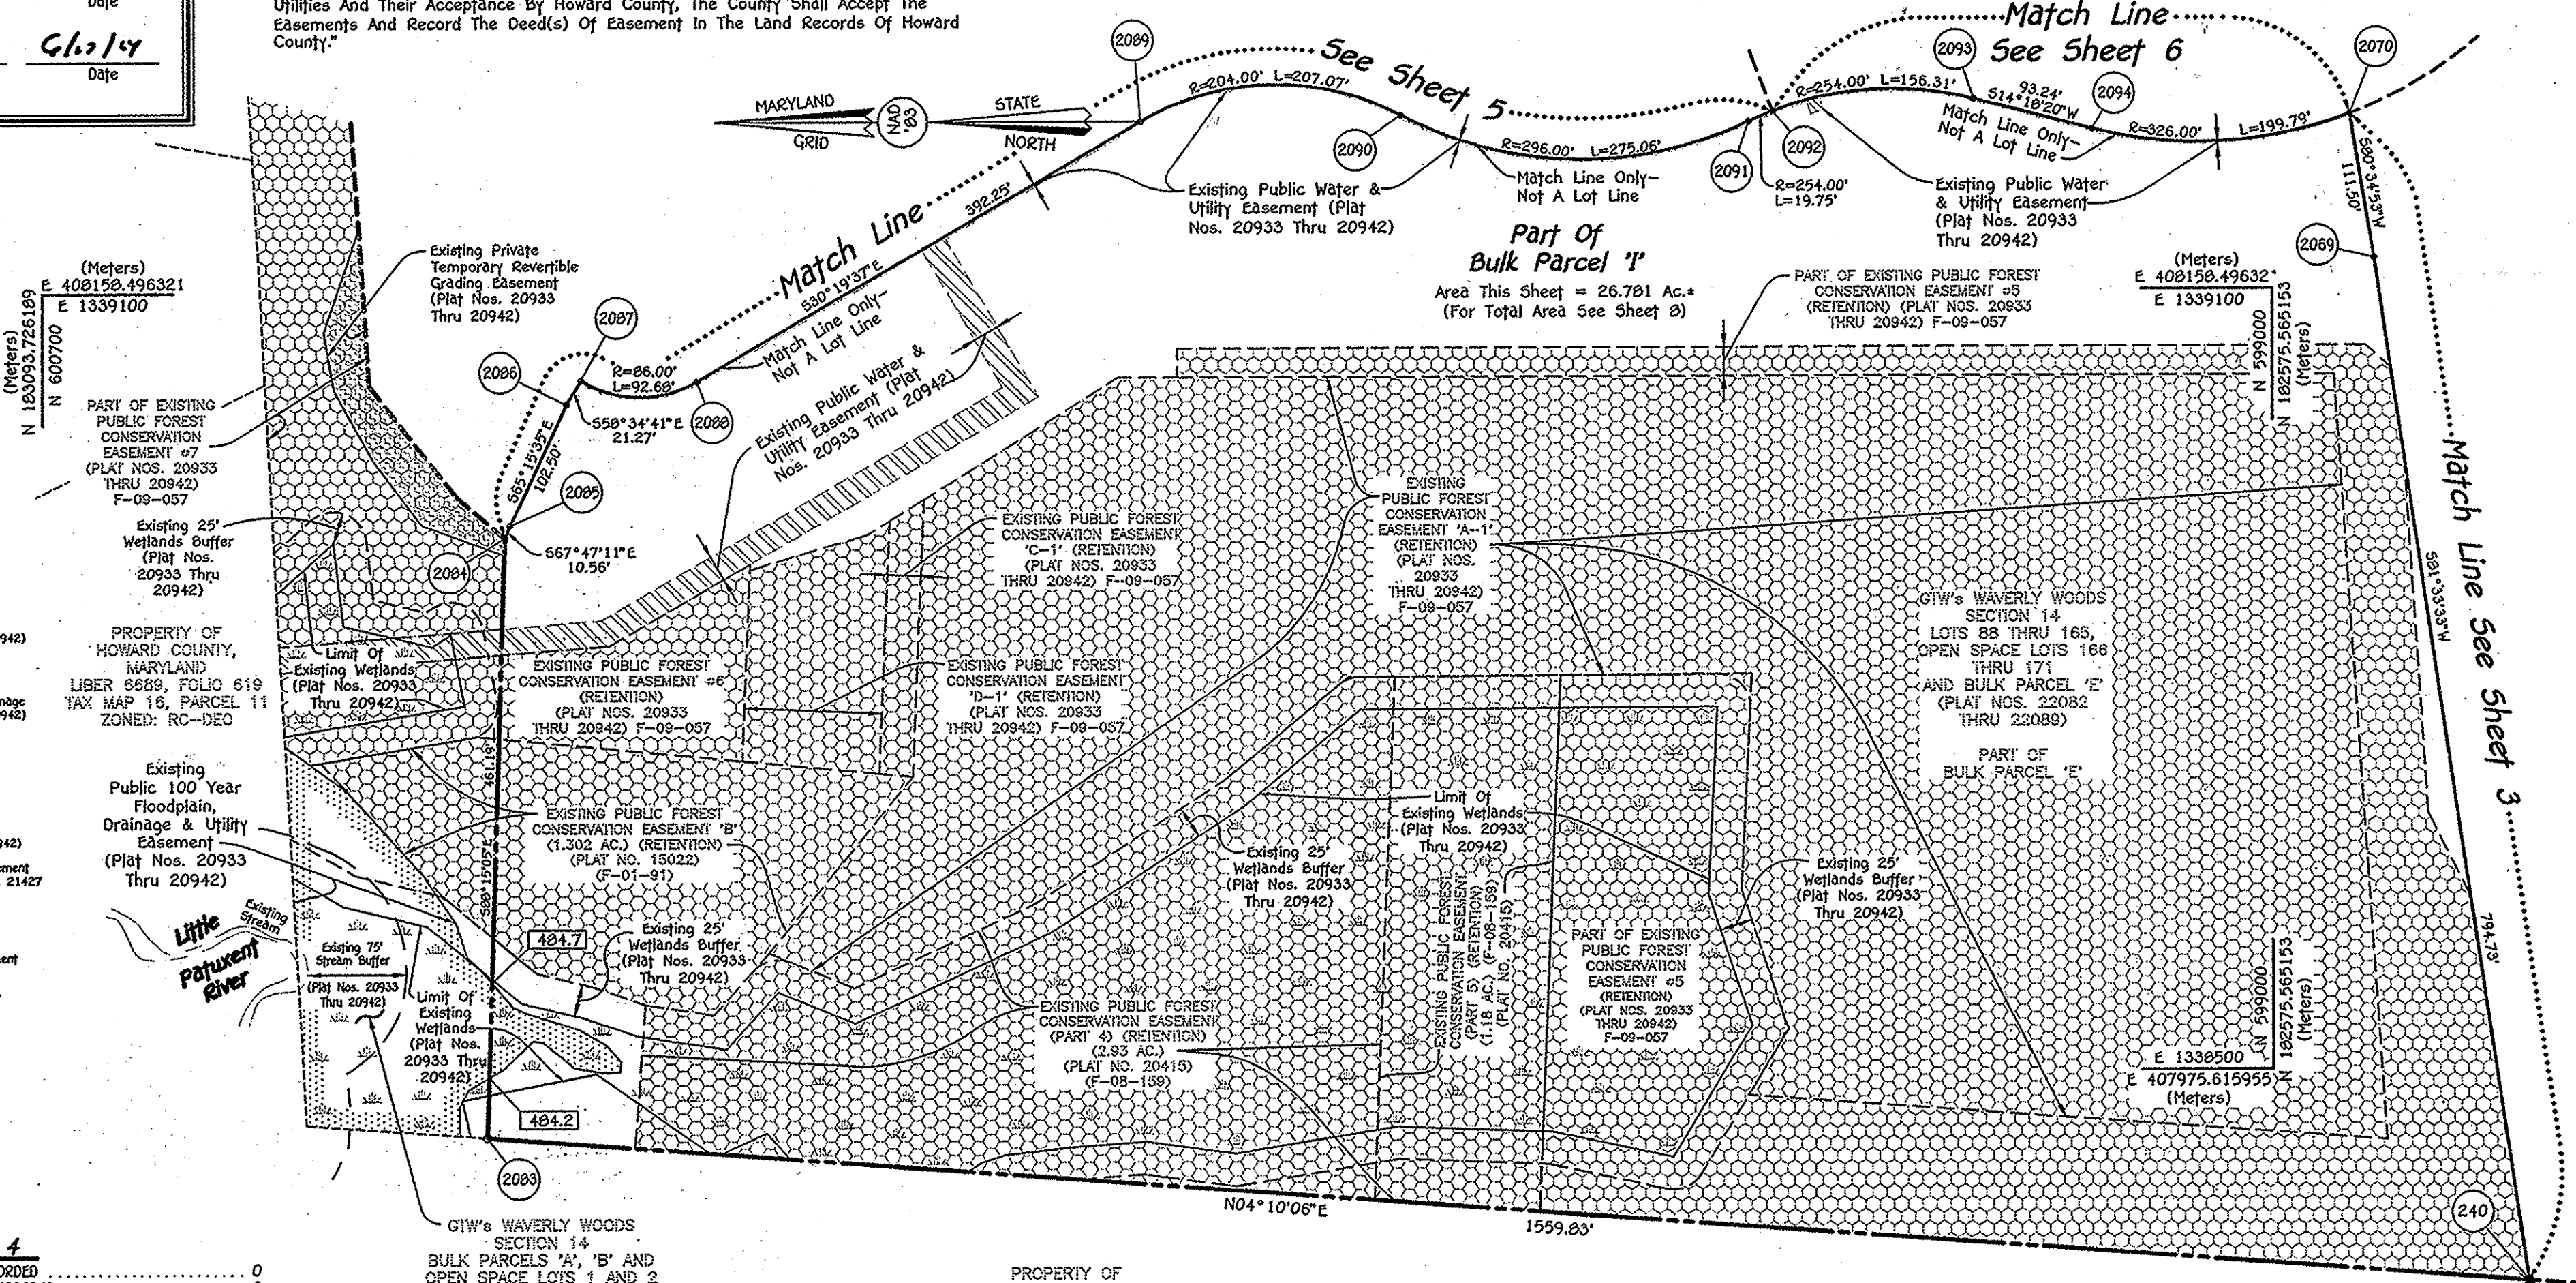 Date
Utilities And Their Acceptance By Howard County, The County Shall Accept The
Easements And Record The Deed(s) Of Easement In The Land Records Of Howard
County."
Date
Match Line
See Sheet 6
2089
See Sheet 5
2093
2070
R=204.00' L=207.07'
R=254.00' L=156.31'
93.24'
S14°18'20"W
2094
MARYLAND
STATE
NAD
'83
GRID
NORTH
Match Line Only-
Not A Lot Line
R=326.00'
L=199.79'
2090
R=296.00' L=275.06'
2091
2092
S80°34'53"W
111.50'
392.25'
Existing Public Water &
Utility Easement (Plat
Nos. 20933 Thru 20942)
Match Line Only-
Not A Lot Line
R=254.00'
L=19.75'
Existing Public Water
& Utility Easement
(Plat Nos. 20933
Thru 20942)
Match Line
Part Of
Bulk Parcel 'I'
Area This Sheet = 26.781 Ac.±
(For Total Area See Sheet 8)
2069
Existing Private
Temporary Revertible
Grading Easement
(Plat Nos. 20933
Thru 20942)
(Meters)
E 408158.496321
E 1339100
N 183093.726189
(Meters)
N 600700
S30°19'37"E
Match Line Only-
Not A Lot Line
PART OF EXISTING PUBLIC FOREST
CONSERVATION EASEMENT #5
(RETENTION) (PLAT NOS. 20933
THRU 20942) F-09-057
(Meters)
E 408158.49632
E 1339100
N 599000
N 182575.565153
(Meters)
2087
2086
R=86.00'
L=92.68'
2088
S58°34'41"E
21.27'
Existing Public Water &
Utility Easement (Plat
Nos. 20933 Thru 20942)
PART OF EXISTING
PUBLIC FOREST
CONSERVATION
EASEMENT #7
(PLAT NOS. 20933
THRU 20942)
F-09-057
S65°15'35"E
102.50'
2085
Match Line See Sheet 3
Existing 25'
Wetlands Buffer
(Plat Nos.
20933 Thru
20942)
S67°47'11"E
10.56'
2084
EXISTING PUBLIC FOREST
CONSERVATION EASEMENT
'C-1' (RETENTION)
(PLAT NOS. 20933
THRU 20942) F-09-057
EXISTING
PUBLIC FOREST
CONSERVATION
EASEMENT 'A-1'
(RETENTION)
(PLAT NOS.
20933
THRU 20942)
F-09-057
S81°33'33"W
GTW's WAVERLY WOODS
SECTION 14
LOTS 88 THRU 165,
OPEN SPACE LOTS 166
THRU 171
AND BULK PARCEL 'E'
(PLAT NOS. 22082
THRU 22089)
PART OF
BULK PARCEL 'E'
942)
PROPERTY OF
HOWARD COUNTY,
MARYLAND
LIBER 6689, FOLIO 619
TAX MAP 16, PARCEL 11
ZONED: RC-DEO
Limit Of
Existing Wetlands
(Plat Nos. 20933
Thru 20942)
EXISTING PUBLIC FOREST
CONSERVATION EASEMENT #6
(RETENTION)
(PLAT NOS. 20933
THRU 20942) F-09-057
EXISTING PUBLIC FOREST
CONSERVATION EASEMENT
'D-1' (RETENTION)
(PLAT NOS. 20933
THRU 20942) F-09-057
nage
942)
461.19'
S88°15'05"E
Existing
Public 100 Year
Floodplain,
Drainage & Utility
Easement
(Plat Nos. 20933
Thru 20942)
942)
ement
21427
EXISTING PUBLIC FOREST
CONSERVATION EASEMENT 'B'
(1.302 AC.) (RETENTION)
(PLAT NO. 15022)
(F-01-91)
Limit Of
Existing Wetlands
(Plat Nos. 20933
Thru 20942)
Existing 25'
Wetlands Buffer
(Plat Nos. 20933
Thru 20942)
Existing 25'
Wetlands Buffer
(Plat Nos. 20933
Thru 20942)
EXISTING PUBLIC FOREST
CONSERVATION EASEMENT
(PART 5) (RETENTION)
(1.18 AC.) (F-08-159)
(PLAT NO. 20415)
794.73'
Little
Patuxent
River
Existing
Stream
Existing 75'
Stream Buffer
(Plat Nos. 20933
Thru 20942)
484.7
Existing 25'
Wetlands Buffer
(Plat Nos. 20933
Thru 20942)
PART OF EXISTING
PUBLIC FOREST
CONSERVATION
EASEMENT #5
(RETENTION)
(PLAT NOS. 20933
THRU 20942)
F-09-057
ent
Limit Of
Existing
Wetlands
(Plat Nos.
20933 Thru
20942)
EXISTING PUBLIC FOREST
CONSERVATION EASEMENT
(PART 4) (RETENTION)
(2.93 AC.)
(PLAT NO. 20415)
(F-08-159)
N 599000
N 182575.565153
(Meters)
E 1338500
E 407975.615955
(Meters)
484.2
2083
N04°10'06"E
1559.83'
240
GTW's WAVERLY WOODS
SECTION 14
BULK PARCELS 'A', 'B' AND
OPEN SPACE LOTS 1 AND 2
PROPERTY OF
4
ORDED 0